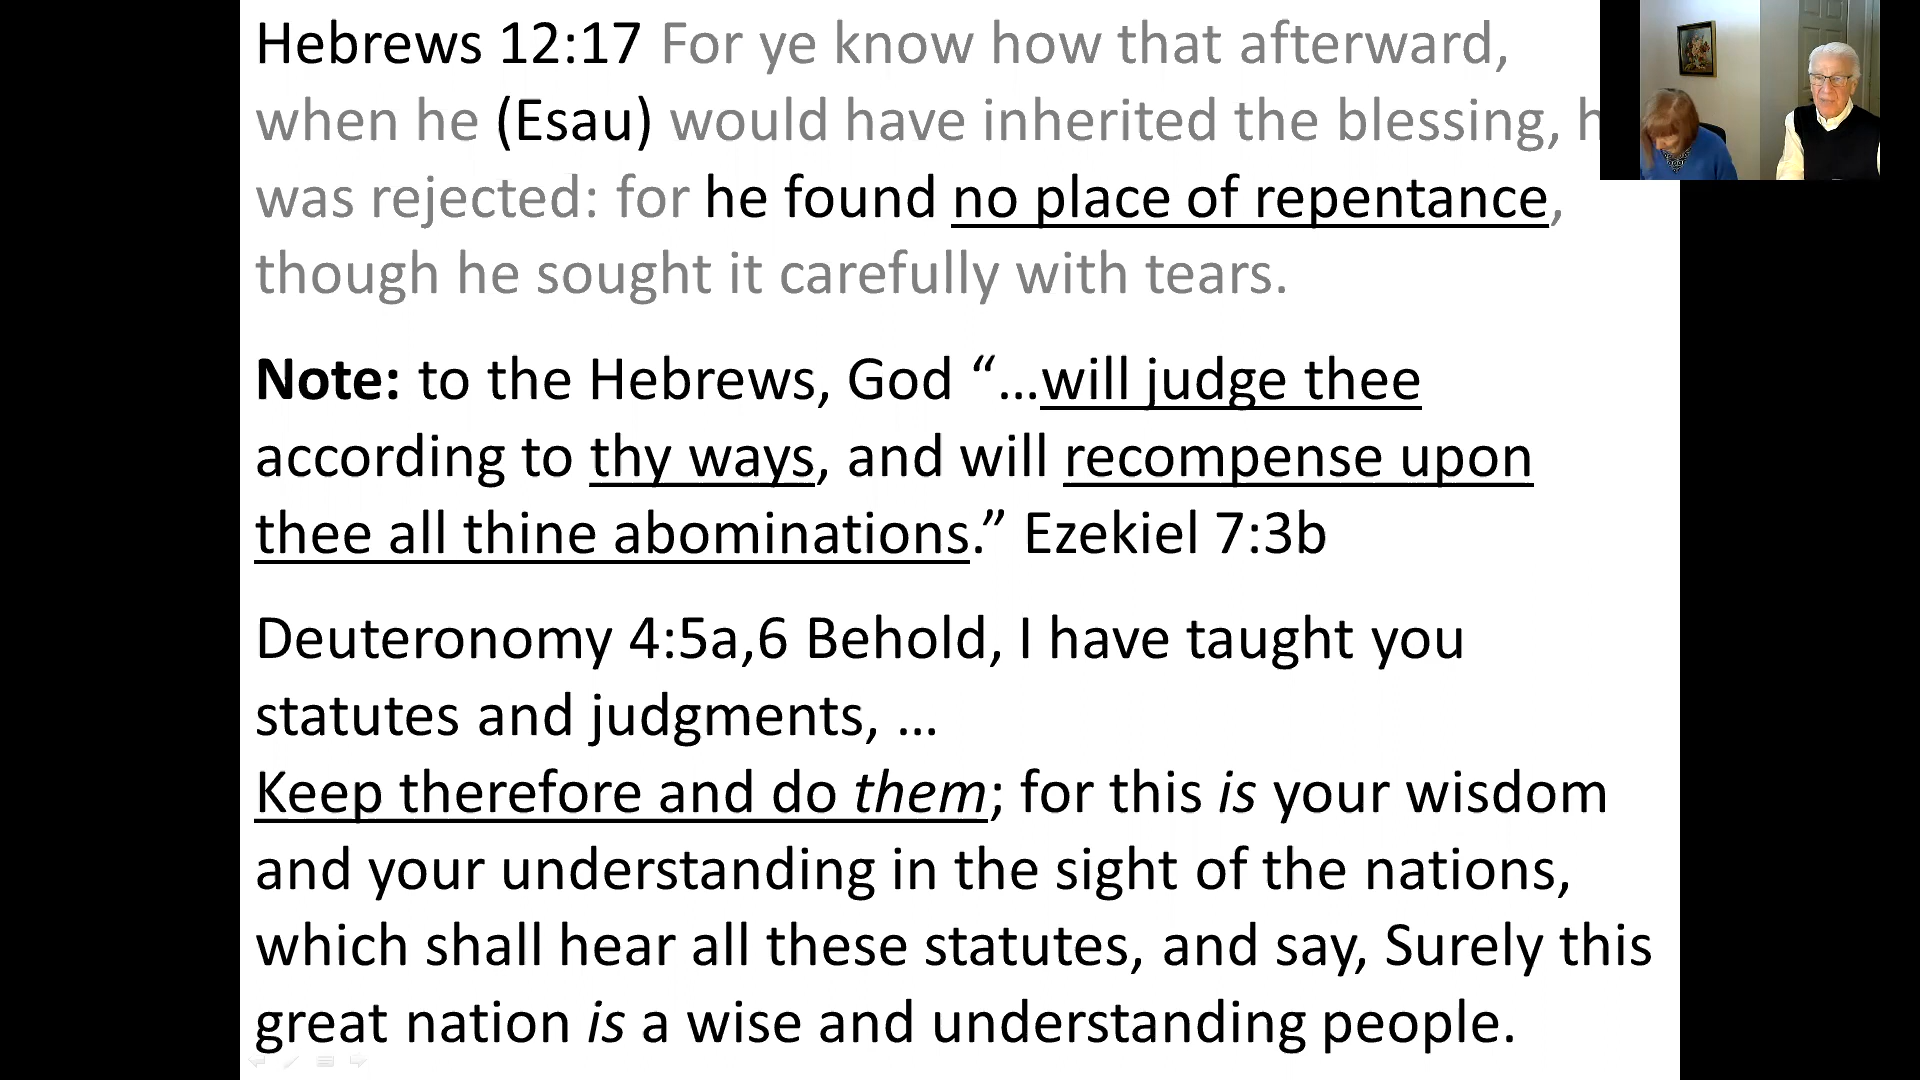 Hebrews 12:17 For ye know how that afterward,
when he (Esau) would have inherited the blessing,
was rejected: for he found no place of repentance,
though he sought it carefully with tears.
Note: to the Hebrews, God “…will judge thee
according to thy ways, and will recompense upon
thee all thine abominations.” Ezekiel 7:3b
Deuteronomy 4:5a,6 Behold, I have taught you
statutes and judgments, …
Keep therefore and do them; for this is your wisdom
and your understanding in the sight of the nations,
which shall hear all these statutes, and say, Surely this
great nation is a wise and understanding people.